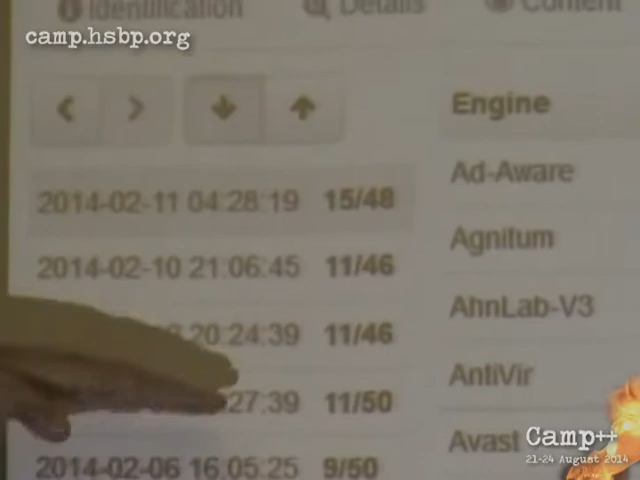 Identification Details Content
camp.hsbp.org
Engine
2014-02-11 04:28:19 15/48
Ad-Aware
2014-02-10 21:06:45 11/46
Agnitum
20:24:39 11/46
AhnLab-V3
:27:39 11/50
AntiVir
2014-02-06 16:05:25 9/50
Avast
Camp++
21-24 August 2014